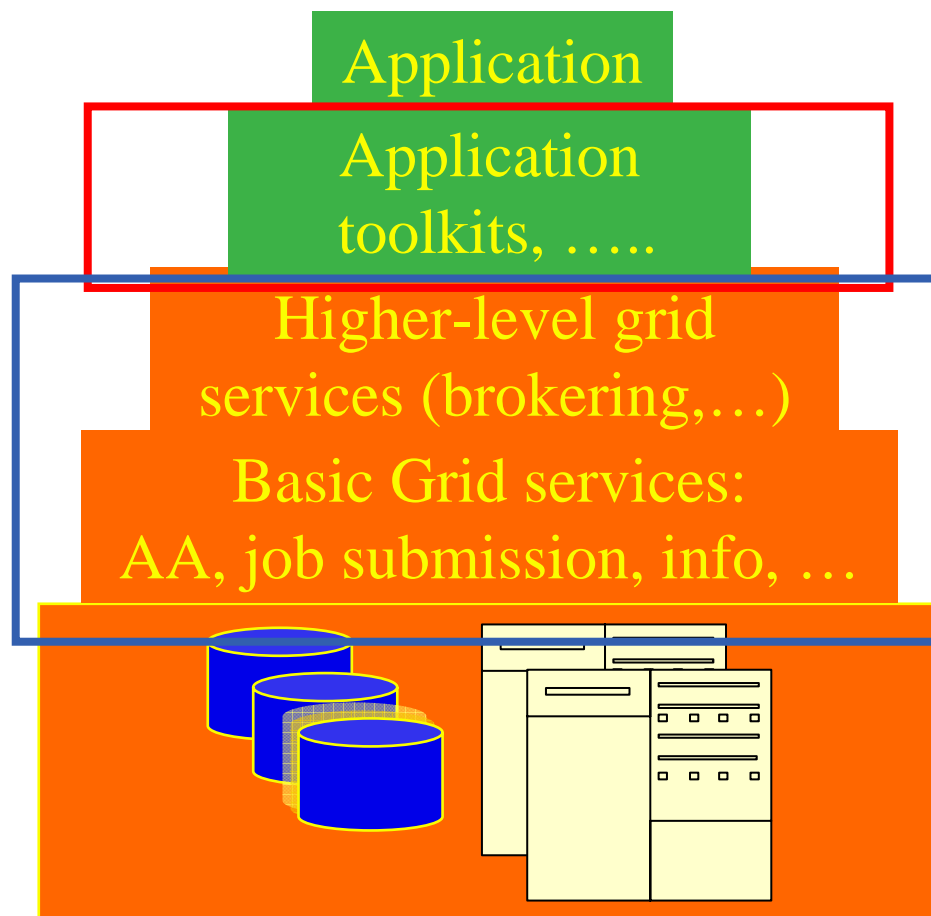 Application
Application
toolkits, …..
Higher-level grid
services (brokering,…)
Basic Grid services:
AA, job submission, info, …